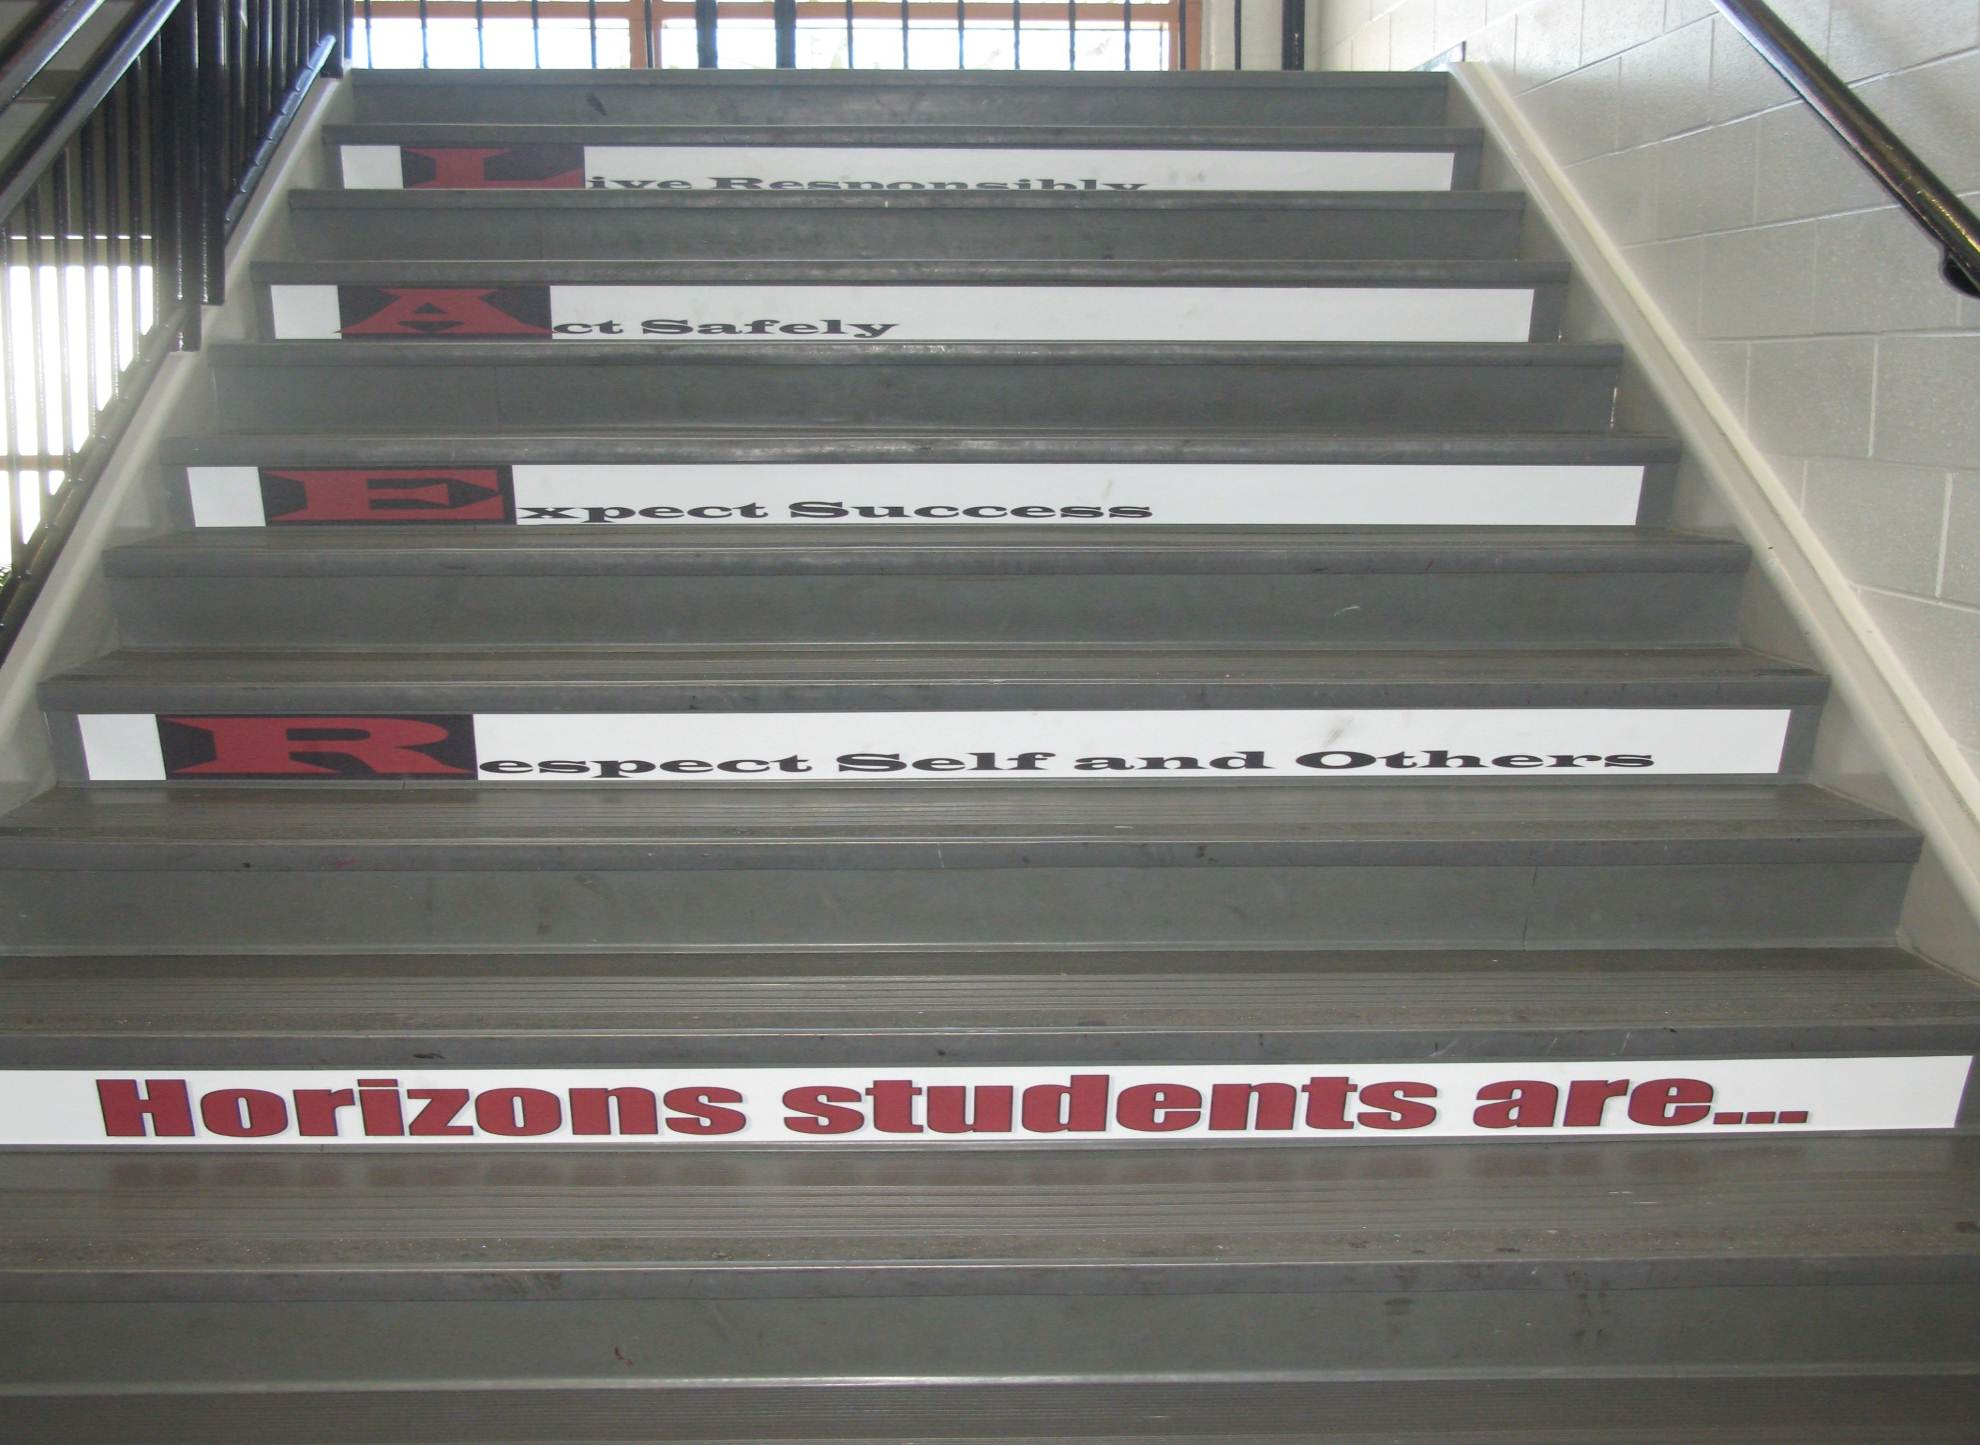 Live Responsibly
Act Safely
Expect Success
Respect Self and Others
Horizons students are...